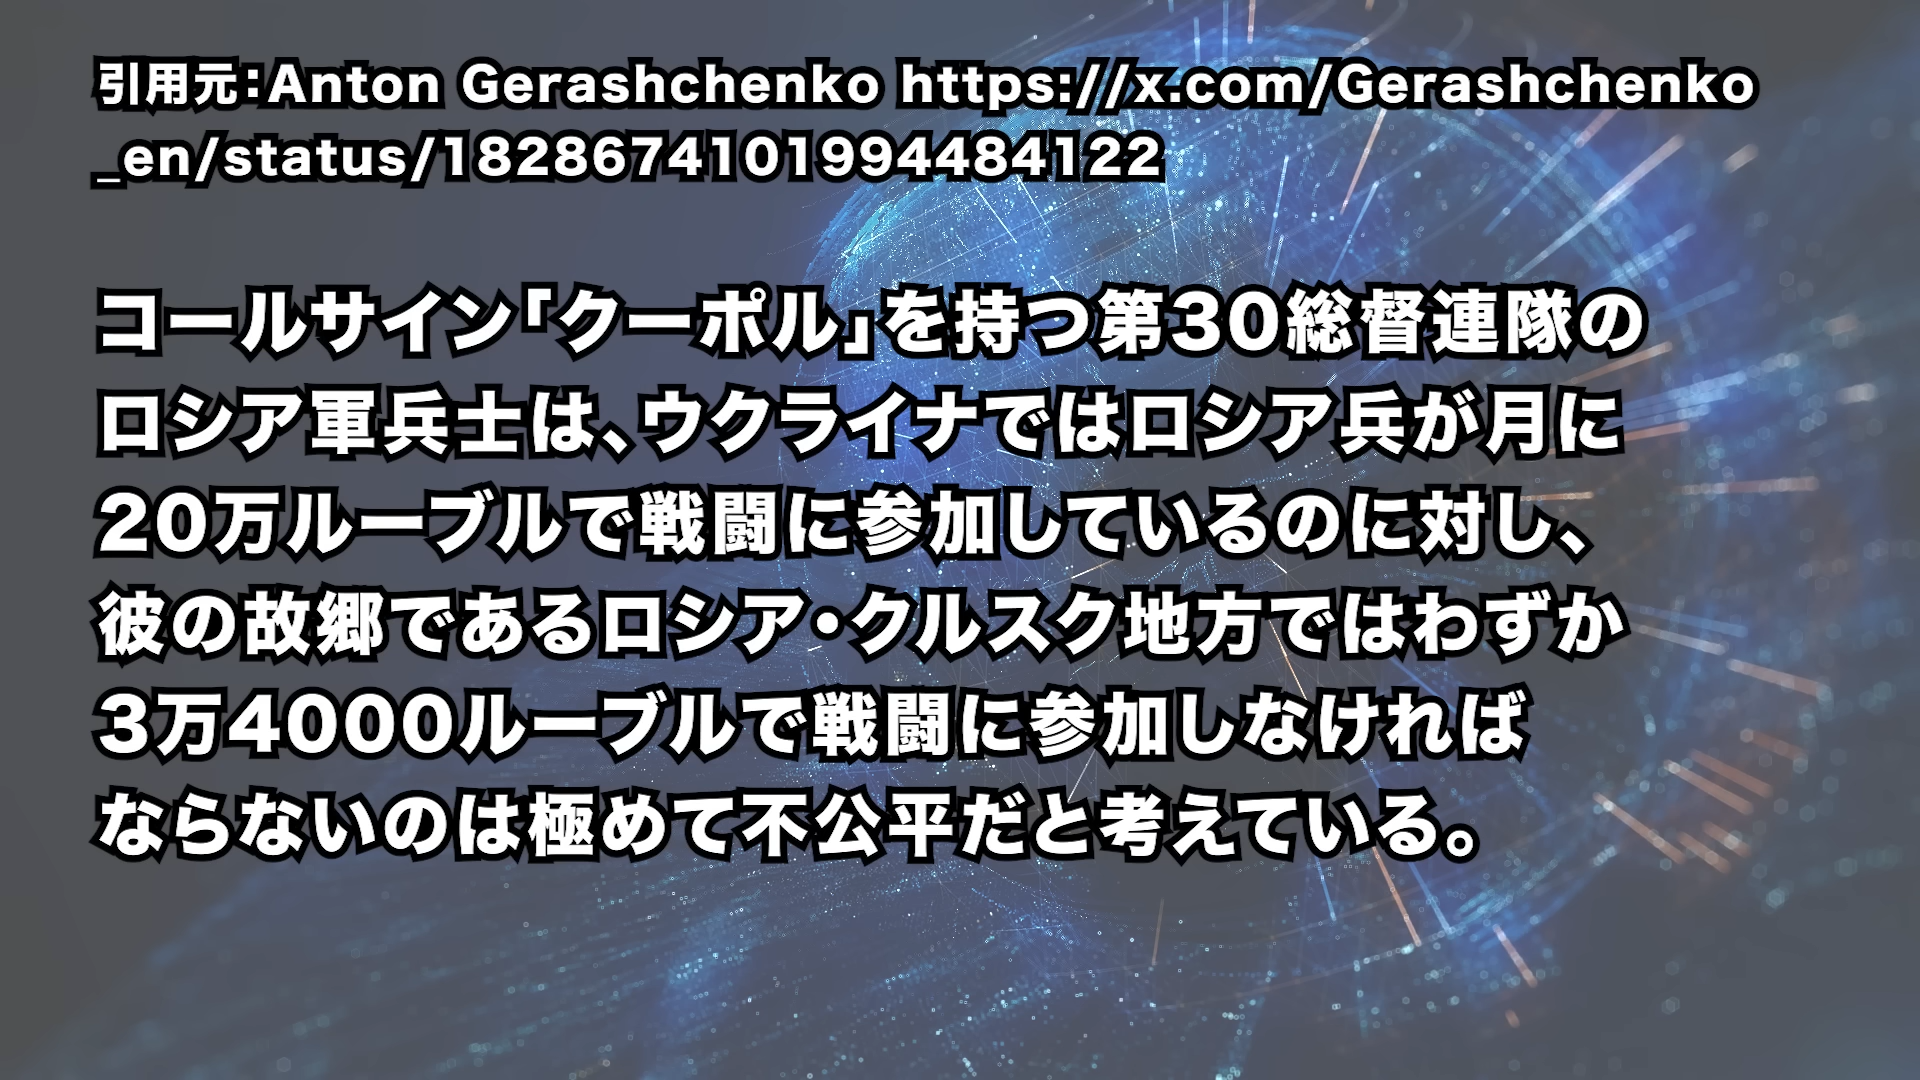 引用元：Anton Gerashchenko https://x.com/Gerashchenko
_en/status/1828674101994484122
コールサイン「クーポル」を持つ第30総督連隊の
ロシア軍兵士は、ウクライナではロシア兵が月に
20万ルーブルで戦闘に参加しているのに対し、
彼の故郷であるロシア・クルスク地方ではわずか
3万4000ルーブルで戦闘に参加しなければ
ならないのは極めて不公平だと考えている。